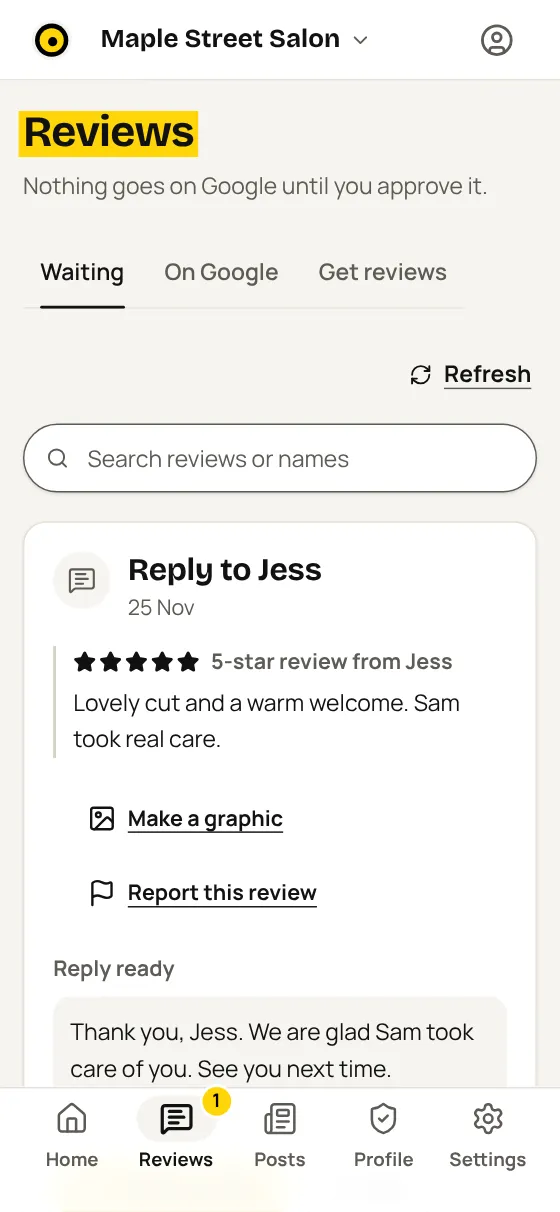 Maple Street Salon
Reviews
Nothing goes on Google until you approve it.
Waiting On Google Get reviews
Refresh
Search reviews or names
Reply to Jess
25 Nov
5-star review from Jess
Lovely cut and a warm welcome. Sam
took real care.
Make a graphic
Report this review
Reply ready
Thank you, Jess. We are glad Sam took
care of you. See you next time.
1
Home Reviews Posts Profile Settings